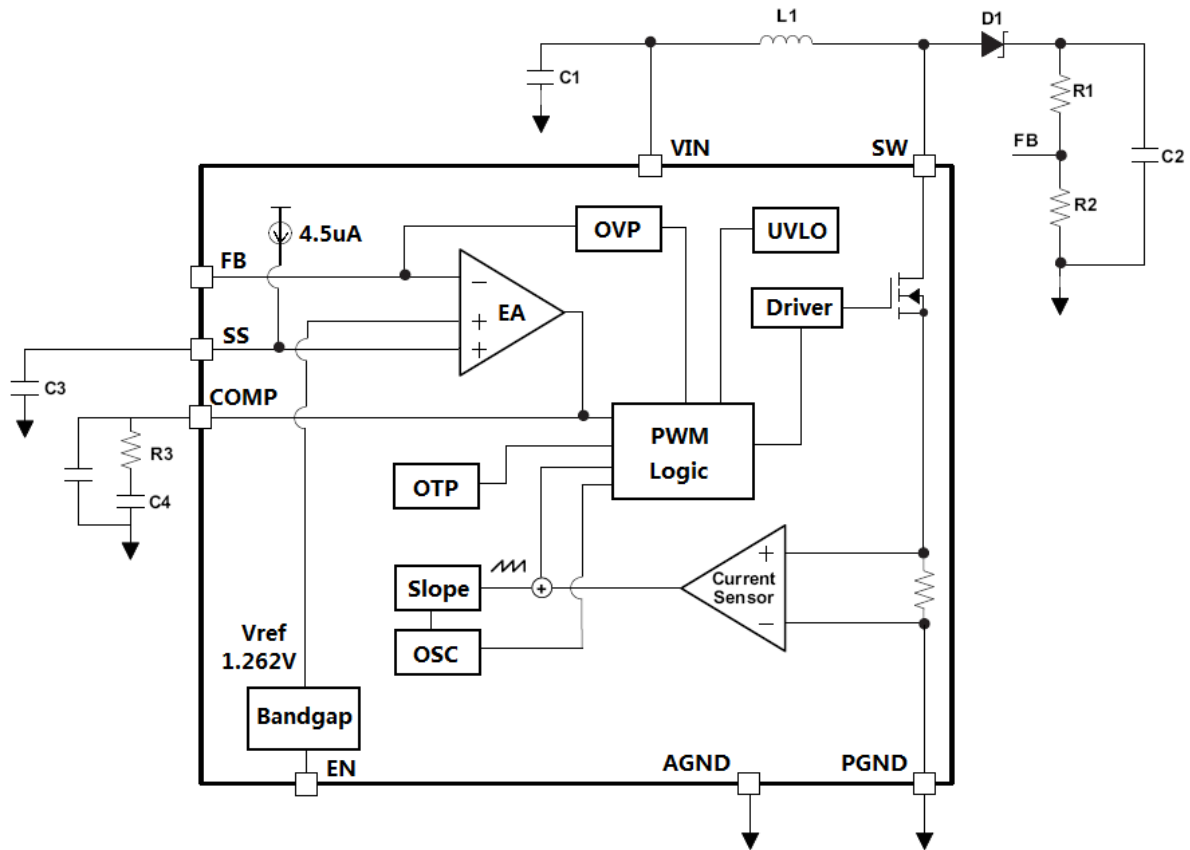 L1
D1
C1
R1
VIN
SW
FB
C2
R2
4.5uA
OVP
UVLO
FB
−
EA
+
+
Driver
SS
C3
COMP
PWM
Logic
R3
C4
OTP
+
Current
Sensor
−
Slope
+
OSC
Vref
1.262V
Bandgap
EN
AGND
PGND